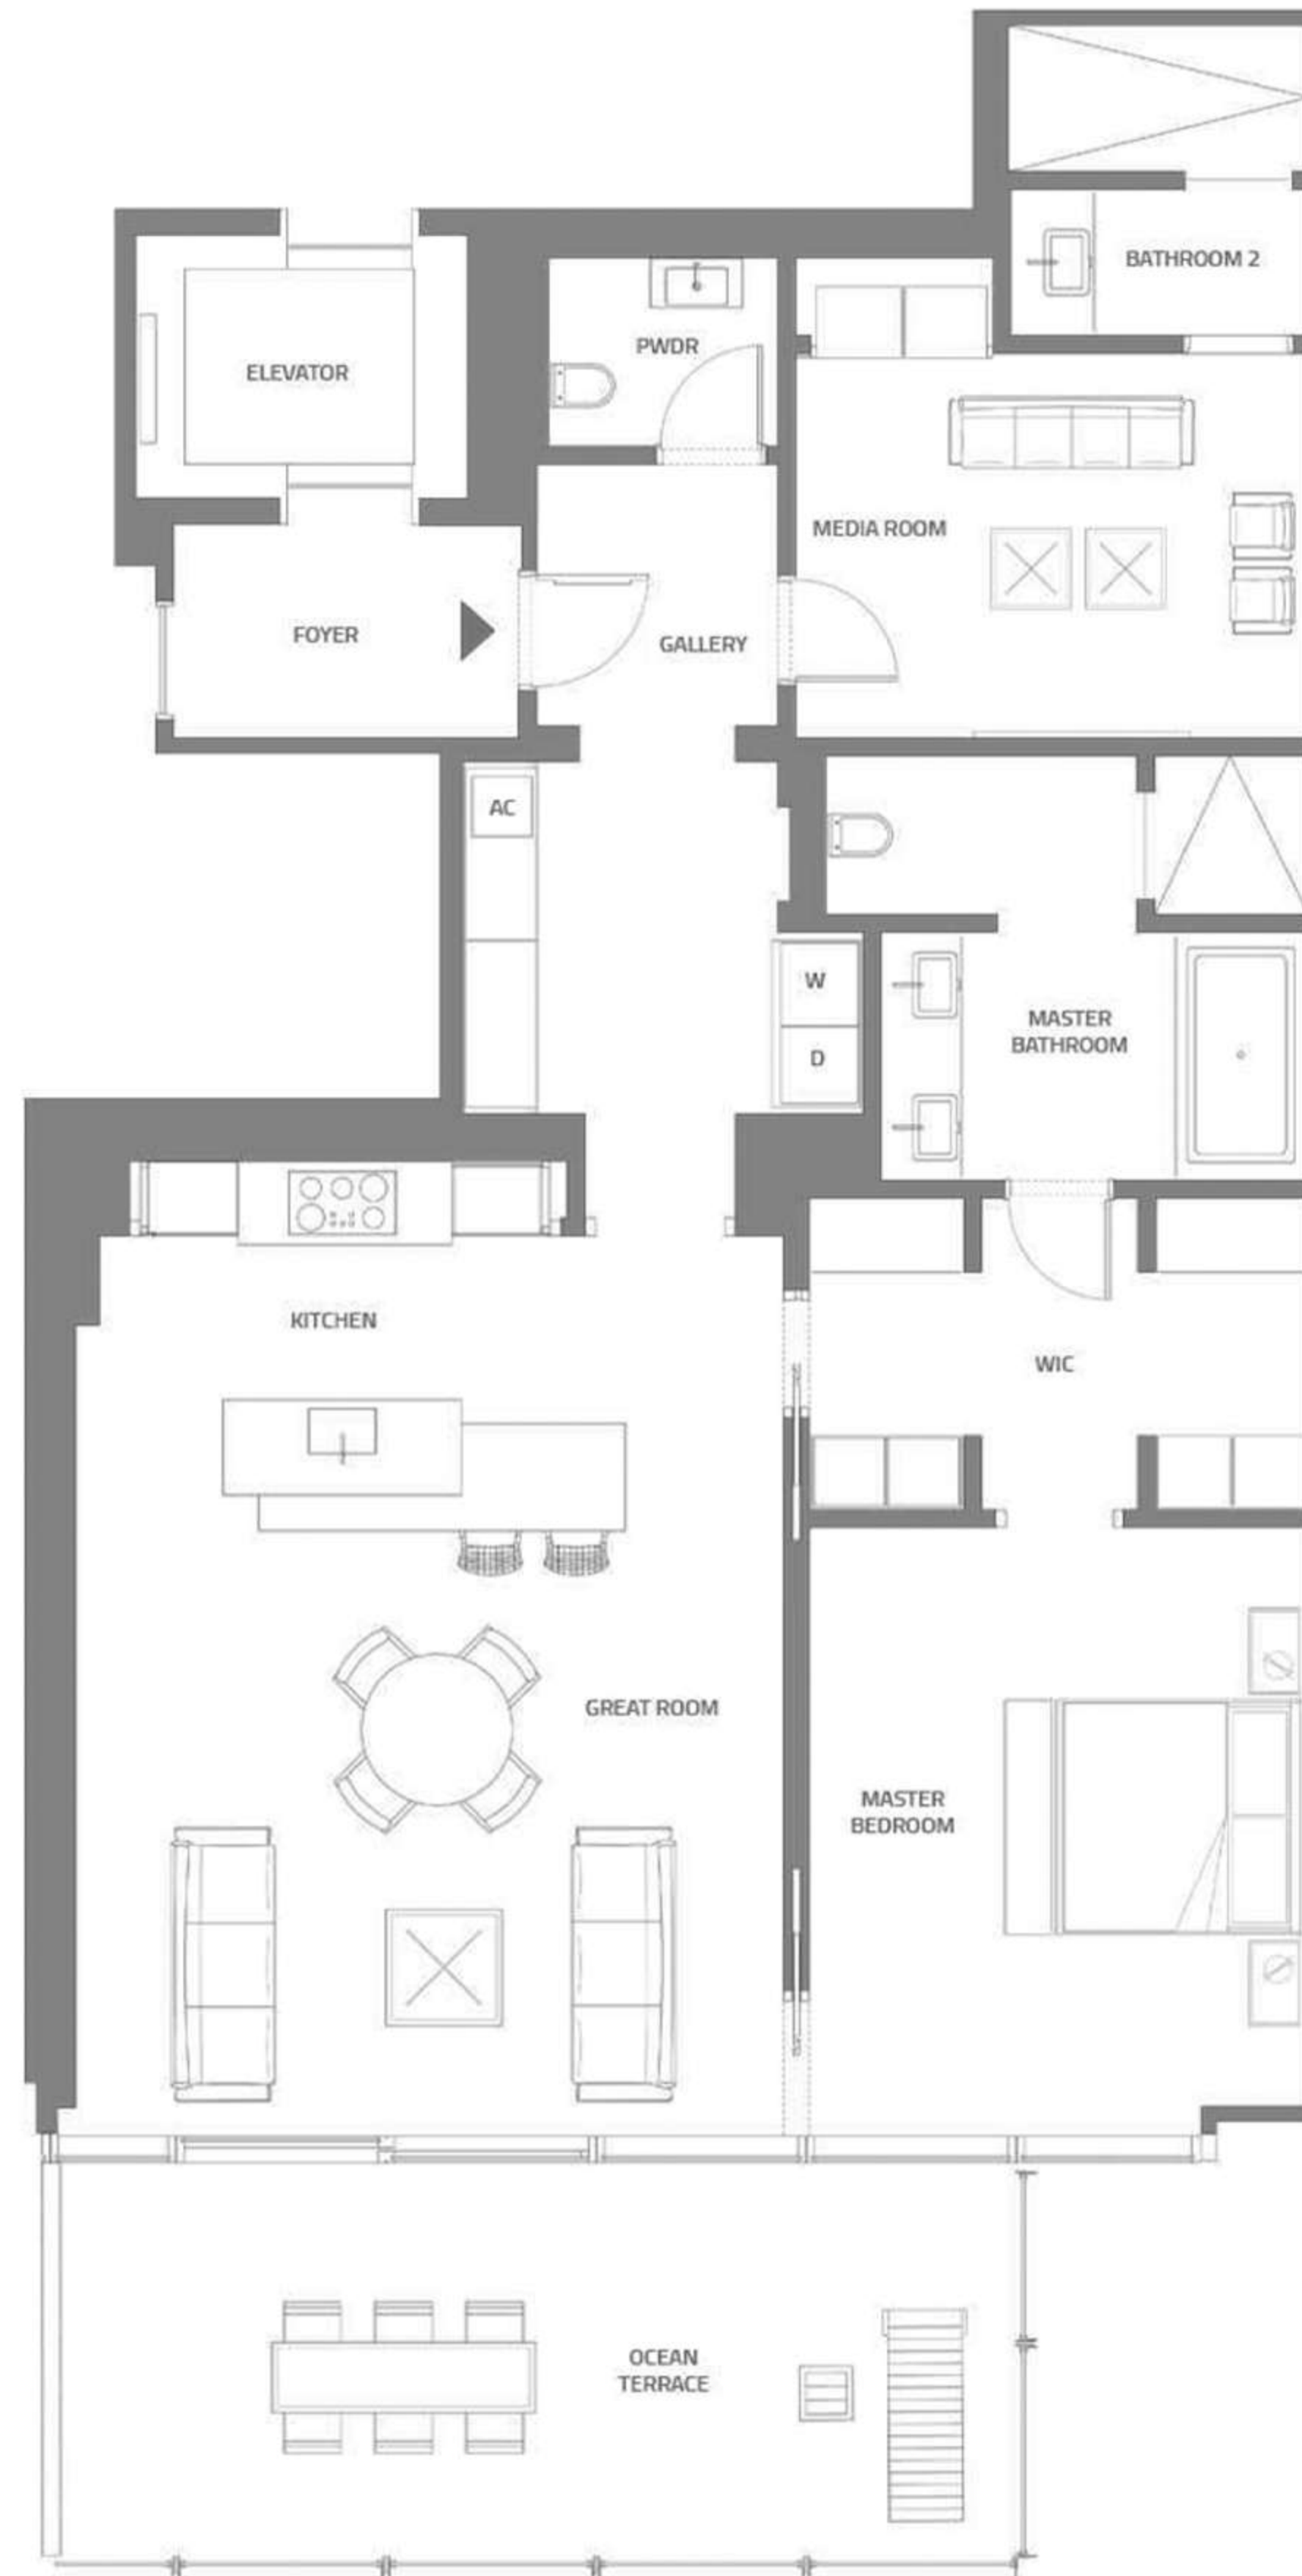 BATHROOM 2
PWDR
ELEVATOR
MEDIA ROOM
FOYER
GALLERY
AC
W
MASTER
BATHROOM
D
KITCHEN
WIC
GREAT ROOM
MASTER
BEDROOM
OCEAN
TERRACE